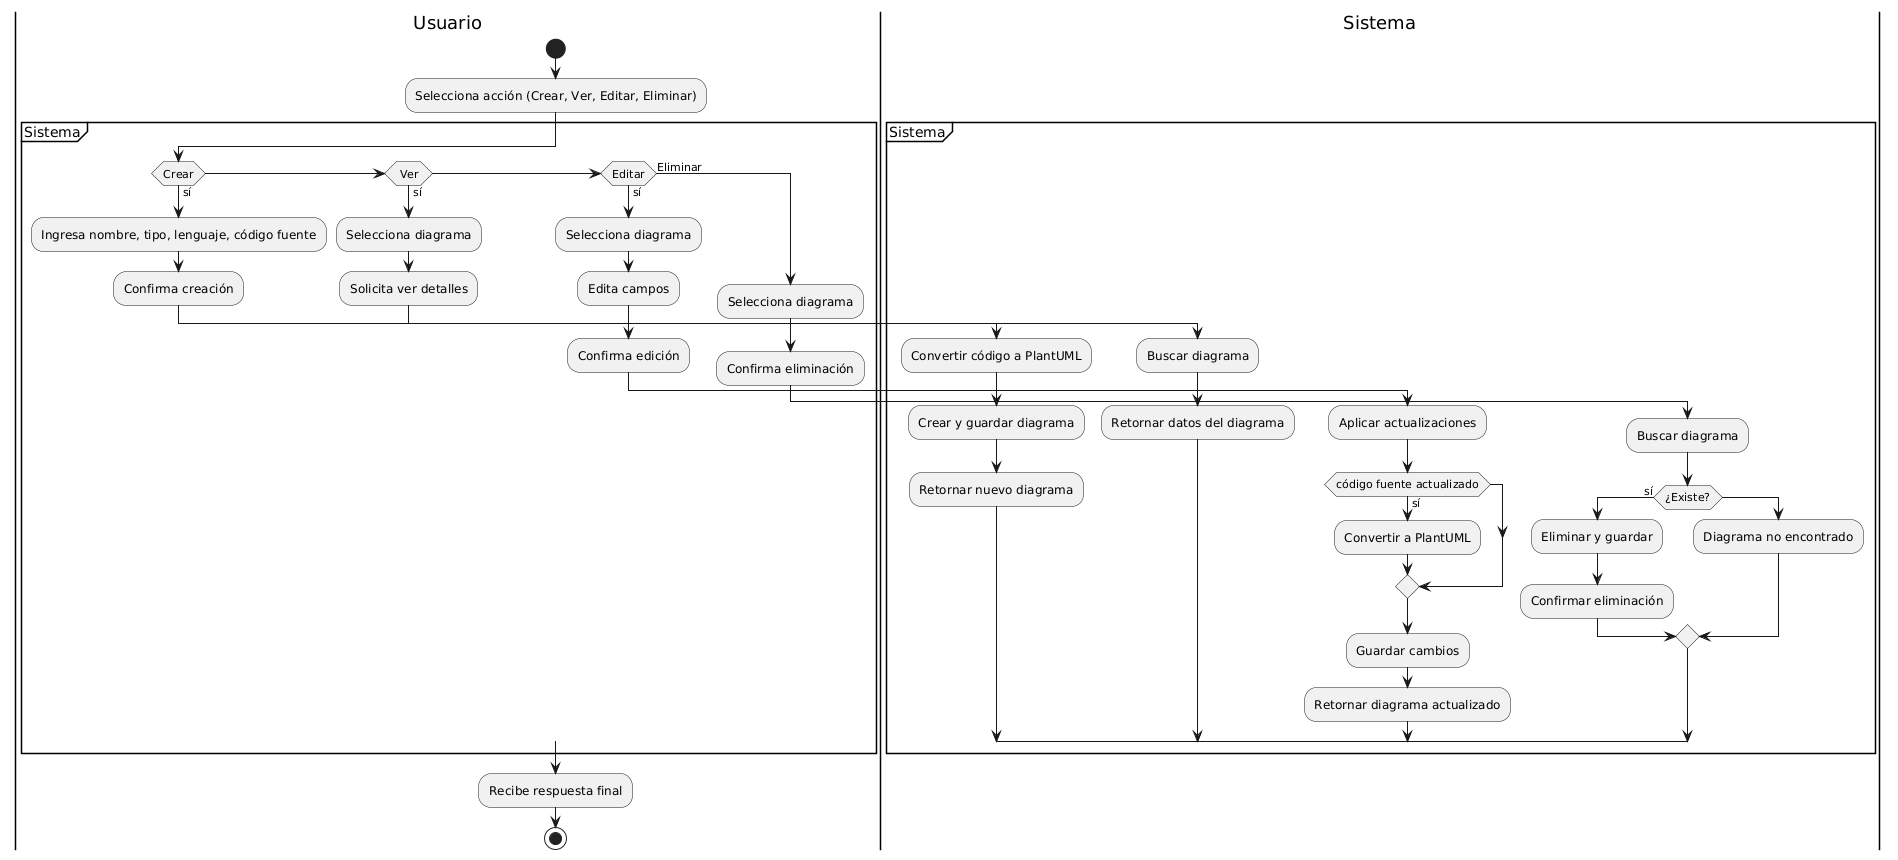 Usuario
Sistema
Selecciona acción (Crear, Ver, Editar, Eliminar)
Sistema
Sistema
Crear
Ver
Editar
Eliminar
sí
sí
sí
Ingresa nombre, tipo, lenguaje, código fuente
Selecciona diagrama
Selecciona diagrama
Confirma creación
Solicita ver detalles
Edita campos
Selecciona diagrama
Confirma edición
Confirma eliminación
Convertir código a PlantUML
Buscar diagrama
Crear y guardar diagrama
Retornar datos del diagrama
Aplicar actualizaciones
Buscar diagrama
Retornar nuevo diagrama
código fuente actualizado
sí
sí
¿Existe?
Convertir a PlantUML
Eliminar y guardar
Diagrama no encontrado
Confirmar eliminación
Guardar cambios
Retornar diagrama actualizado
Recibe respuesta final